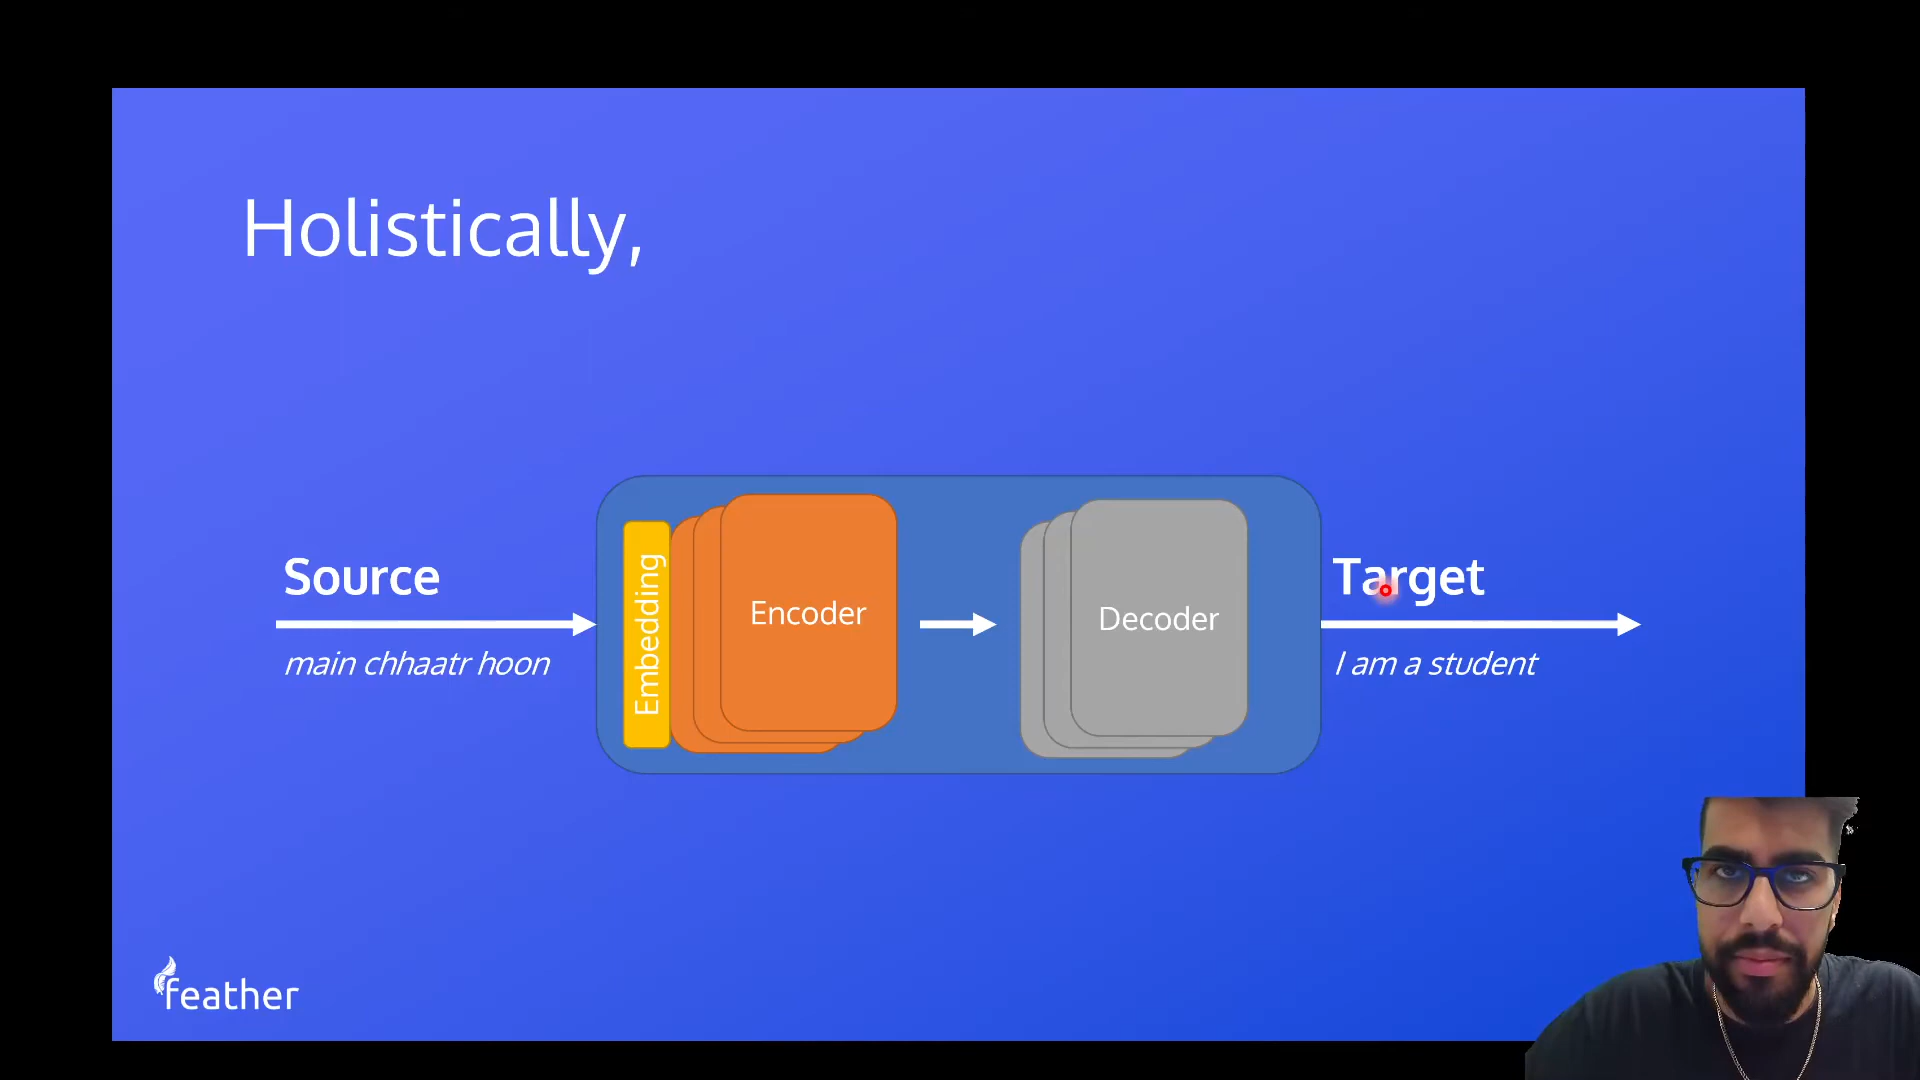 Holistically,
Source
main chhaatr hoon
Embedding
Encoder
Decoder
Target
I am a student
feather